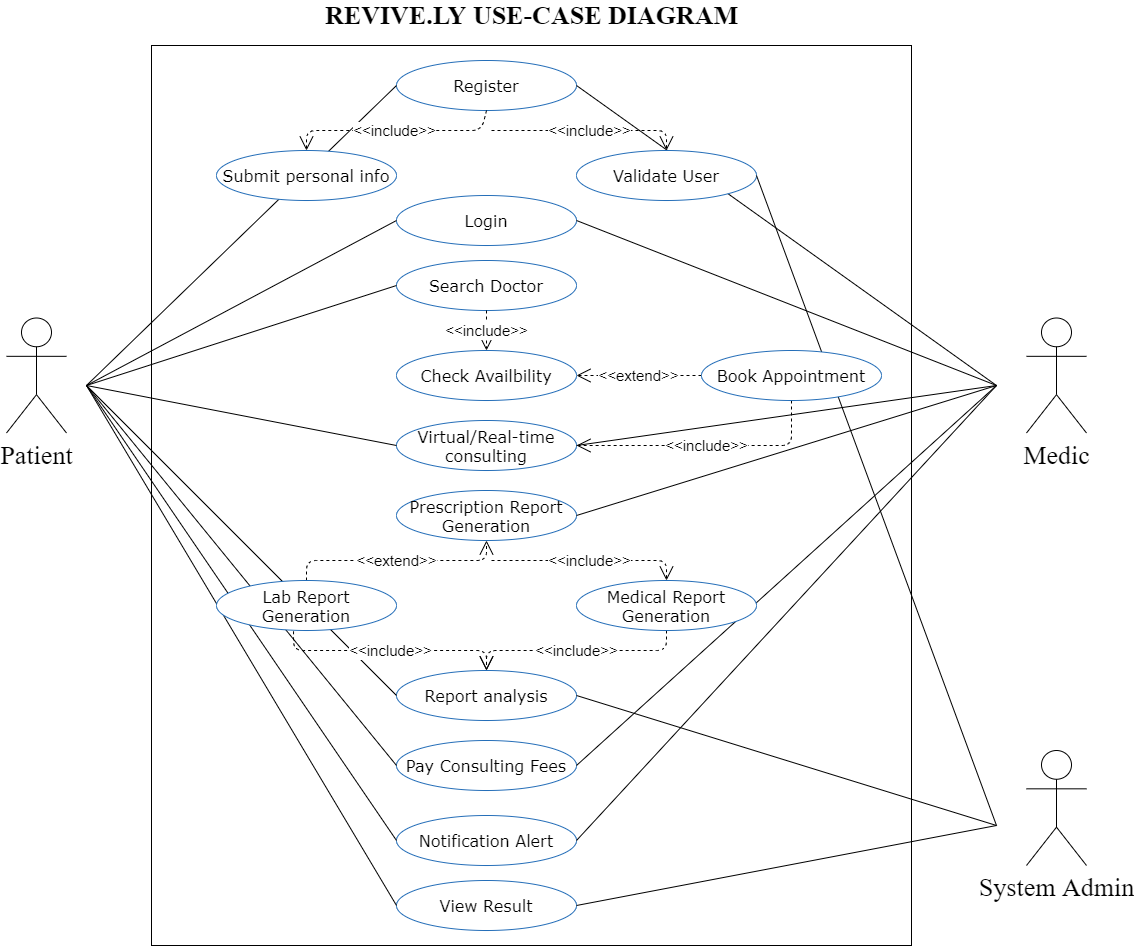 REVIVE.LY USE-CASE DIAGRAM
Register
<<include>>
<<include>>
Submit personal info
Validate User
Login
Search Doctor
<<include>>
Check Availbility
<<extend>>
Book Appointment
Patient
Virtual/Real-time
consulting
<<include>>
Medic
Prescription Report
Generation
<<extend>>
<<include>>
Lab Report
Generation
Medical Report
Generation
<<include>>
<<include>>
Report analysis
Pay Consulting Fees
Notification Alert
System Admin
View Result